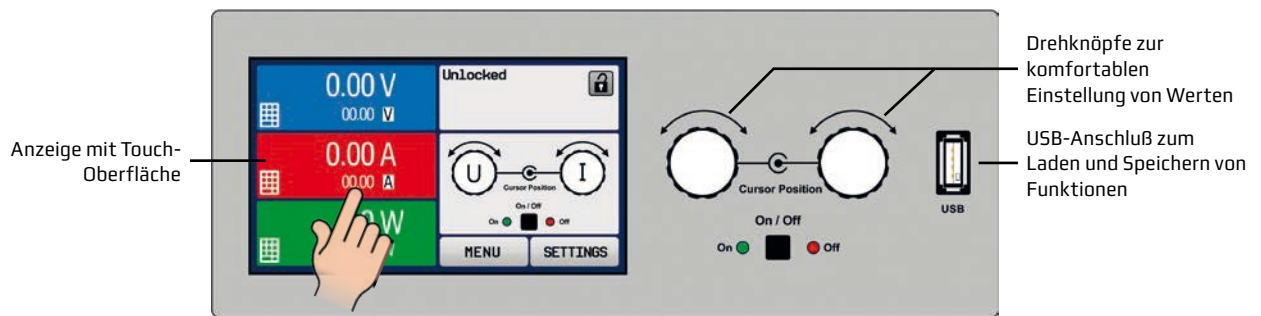 Anzeige mit Touch-
Oberfläche
0.00 V
00.00 V
0.00 A
00.00 A
W
Unlocked
U
I
Cursor Position
On / Off
On
Off
MENU
SETTINGS
Cursor Position
On / Off
On
Off
USB
Drehknöpfe zur
komfortablen
Einstellung von Werten
USB-Anschluß zum
Laden und Speichern von
Funktionen